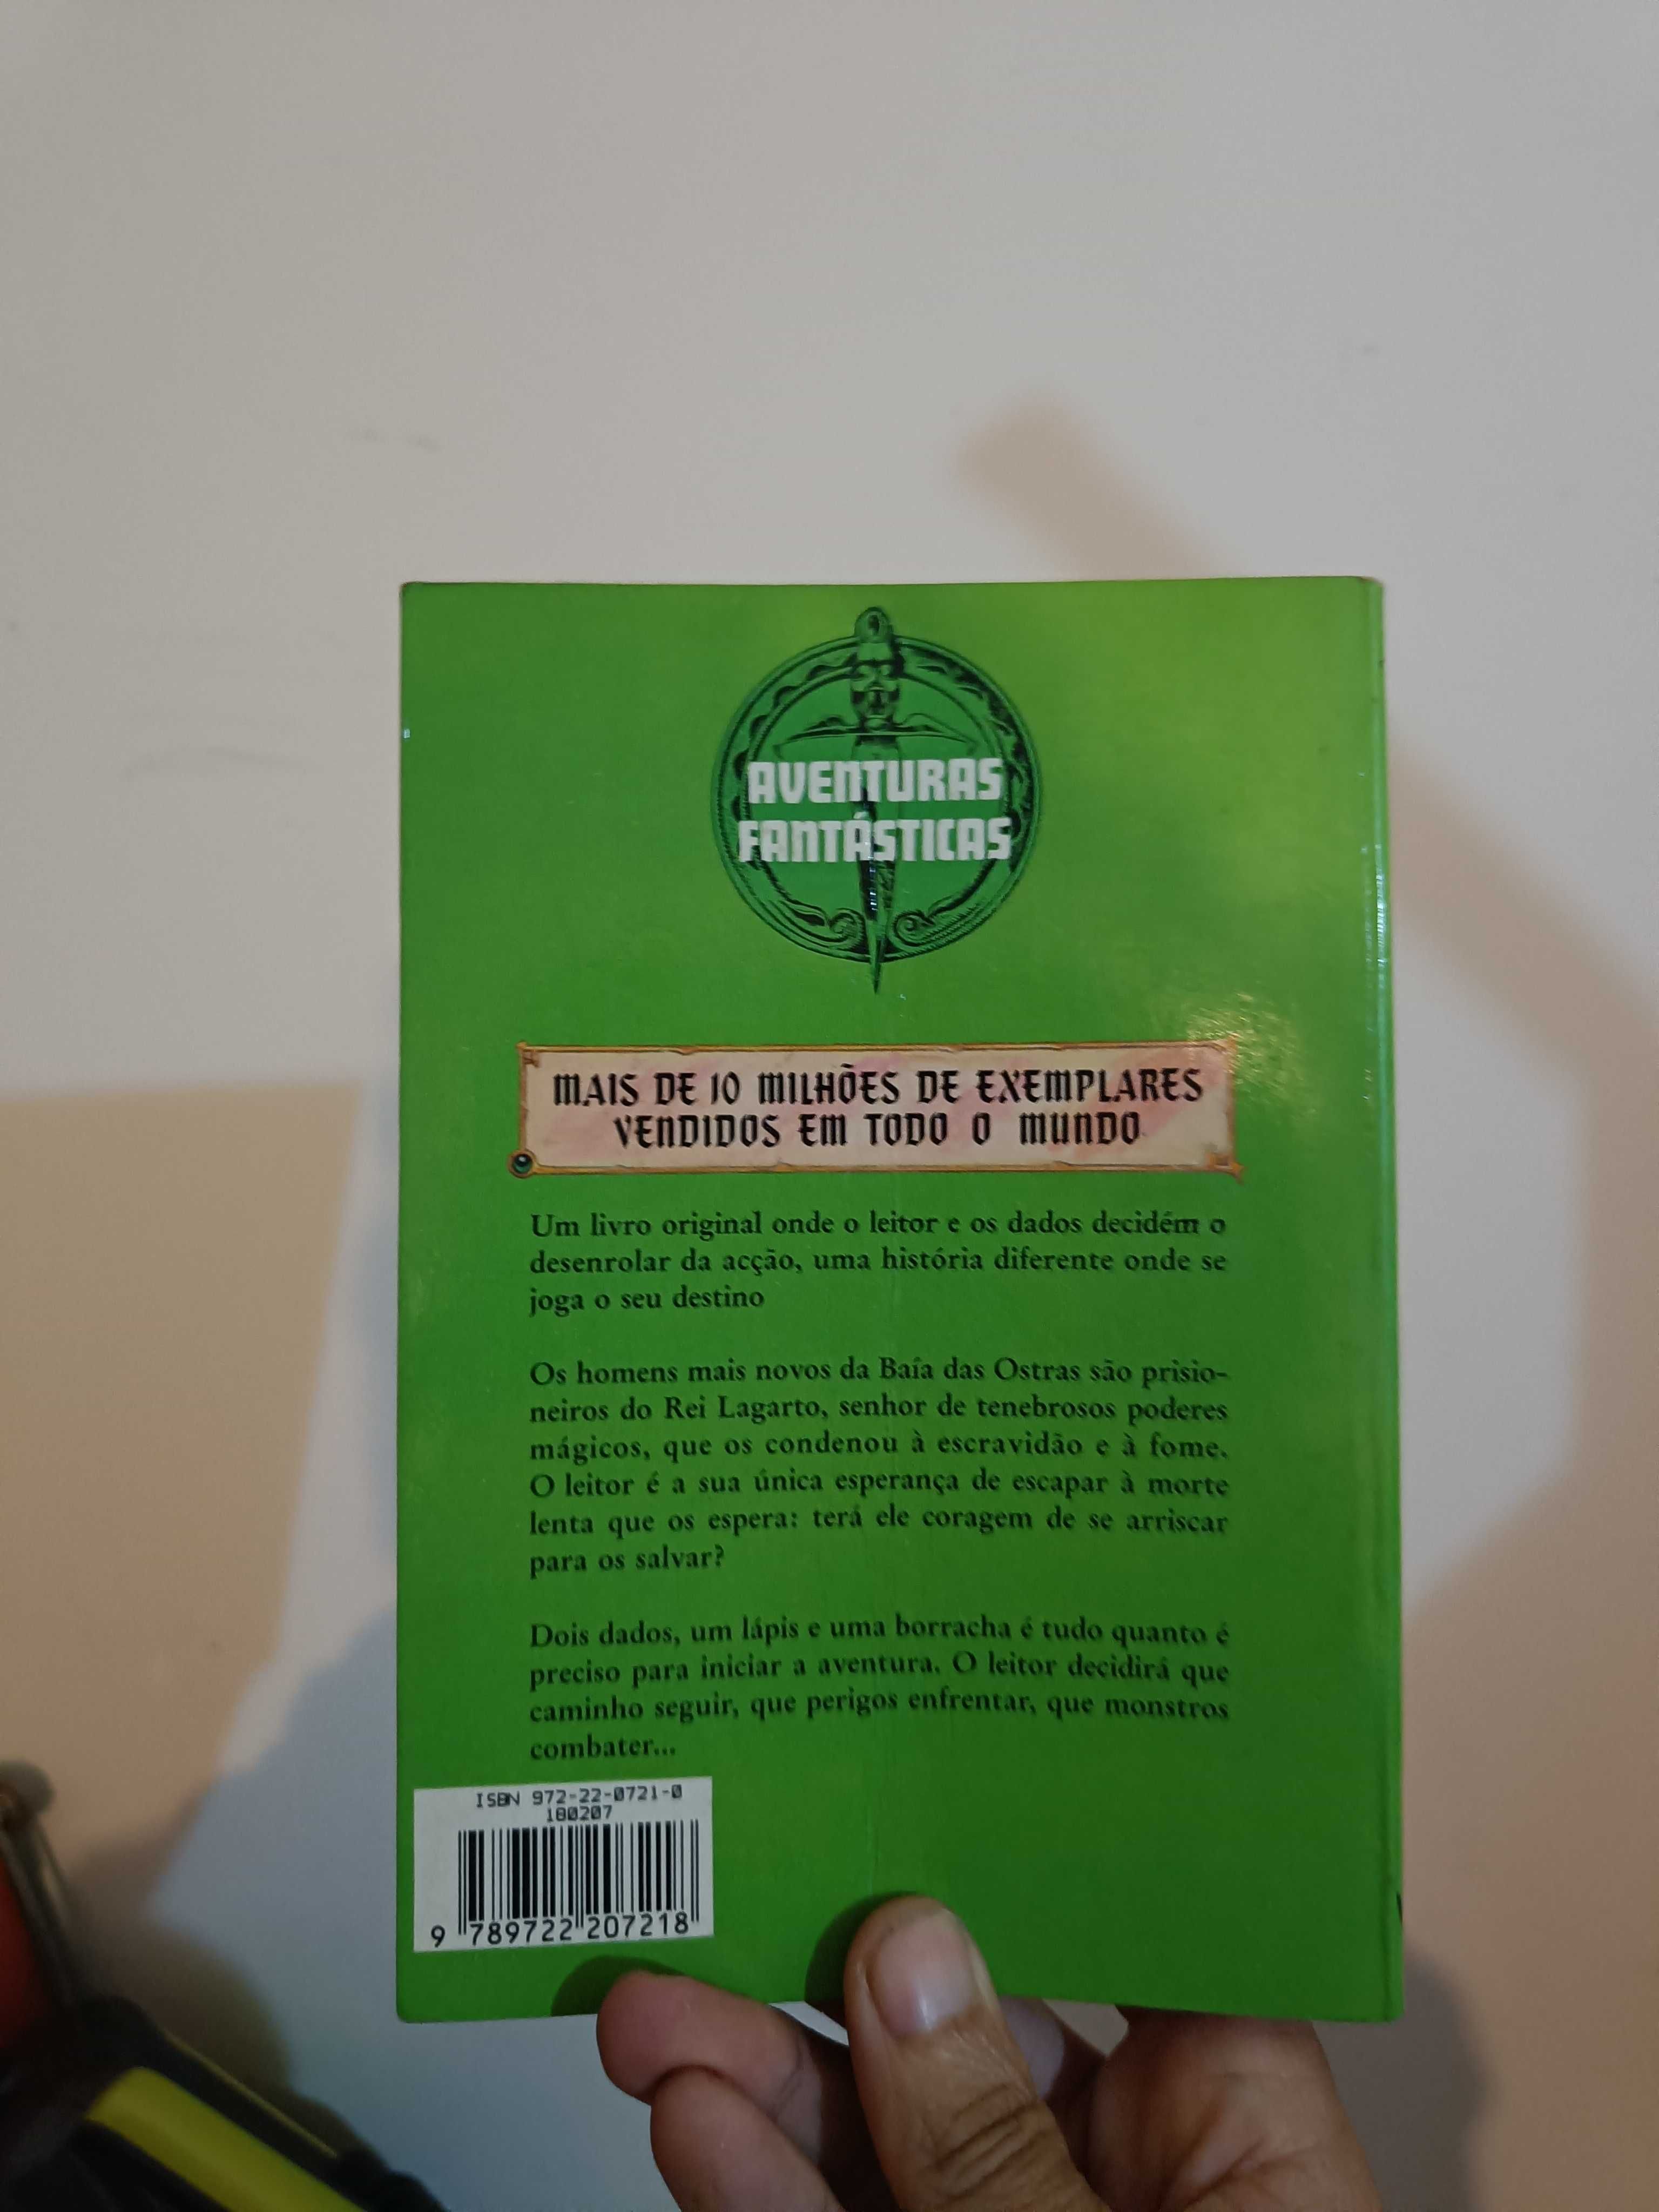 AVENTURAS
FANTÁSTICAS
MAIS DE 10 MILHÕES DE EXEMPLARES
VENDIDOS EM TODO O MUNDO
Um livro original onde o leitor e os dados decidem o
desenrolar da acção, uma história diferente onde se
joga o seu destino
Os homens mais novos da Baía das Ostras são prisio-
neiros do Rei Lagarto, senhor de tenebrosos poderes
mágicos, que os condenou à escravidão e à fome.
O leitor é a sua única esperança de escapar à morte
lenta que os espera: terá ele coragem de se arriscar
para os salvar?
Dois dados, um lápis e uma borracha é tudo quanto é
preciso para iniciar a aventura. O leitor decidirá que
caminho seguir, que perigos enfrentar, que monstros
combater...
ISBN 972-22-0721-0
180207
9 789722 207218